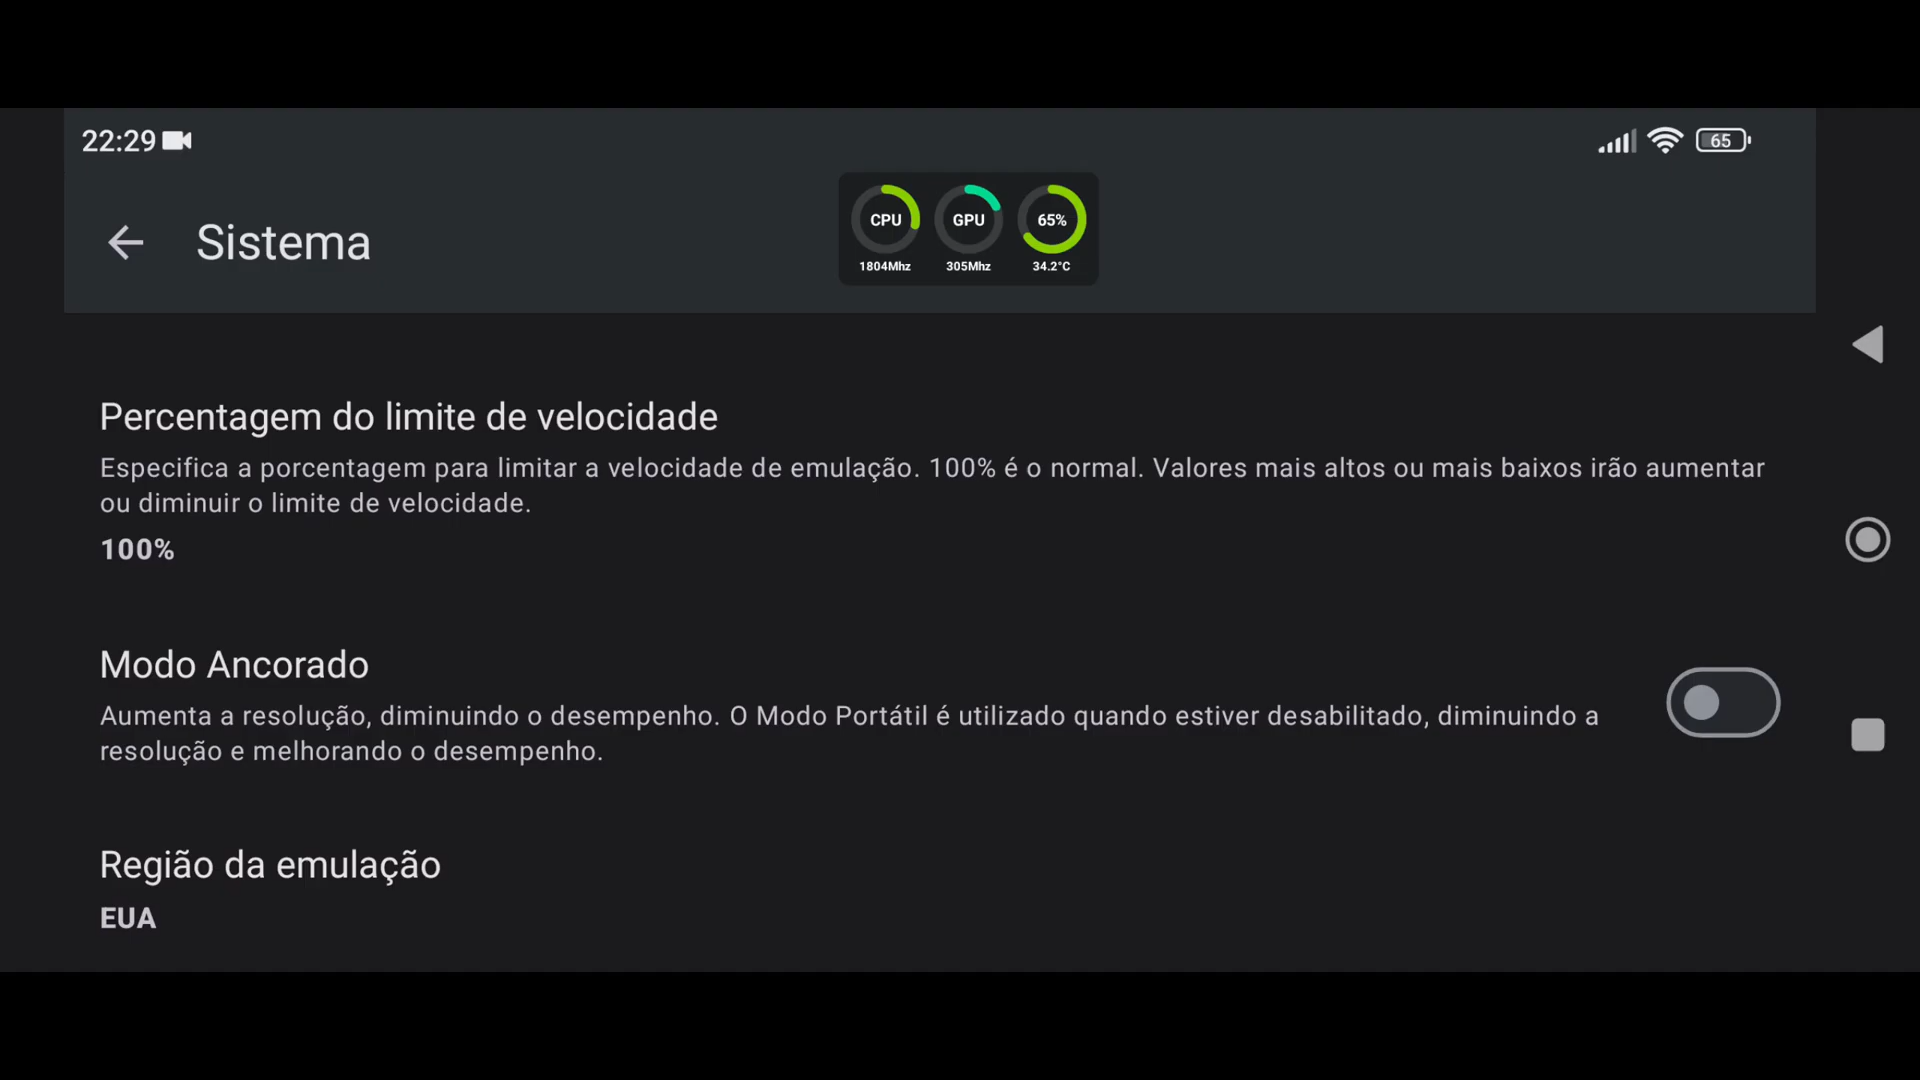 22:29
65
Sistema
CPU GPU 65%
1804Mhz 305Mhz 34.2°C
Percentagem do limite de velocidade
Especifica a porcentagem para limitar a velocidade de emulação. 100% é o normal. Valores mais altos ou mais baixos irão aumentar
ou diminuir o limite de velocidade.
100%
Modo Ancorado
Aumenta a resolução, diminuindo o desempenho. O Modo Portátil é utilizado quando estiver desabilitado, diminuindo a
resolução e melhorando o desempenho.
Região da emulação
EUA